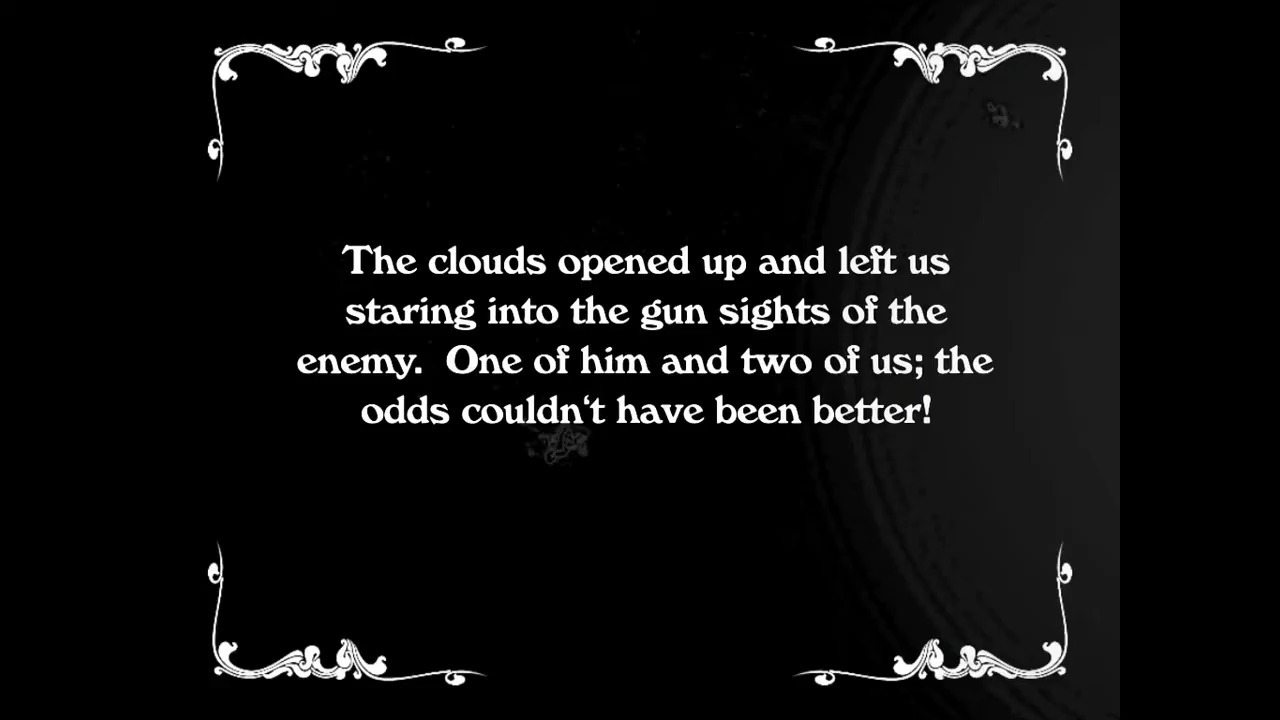 The clouds opened up and left us
staring into the gun sights of the
enemy.  One of him and two of us; the
odds couldn‘t have been better!